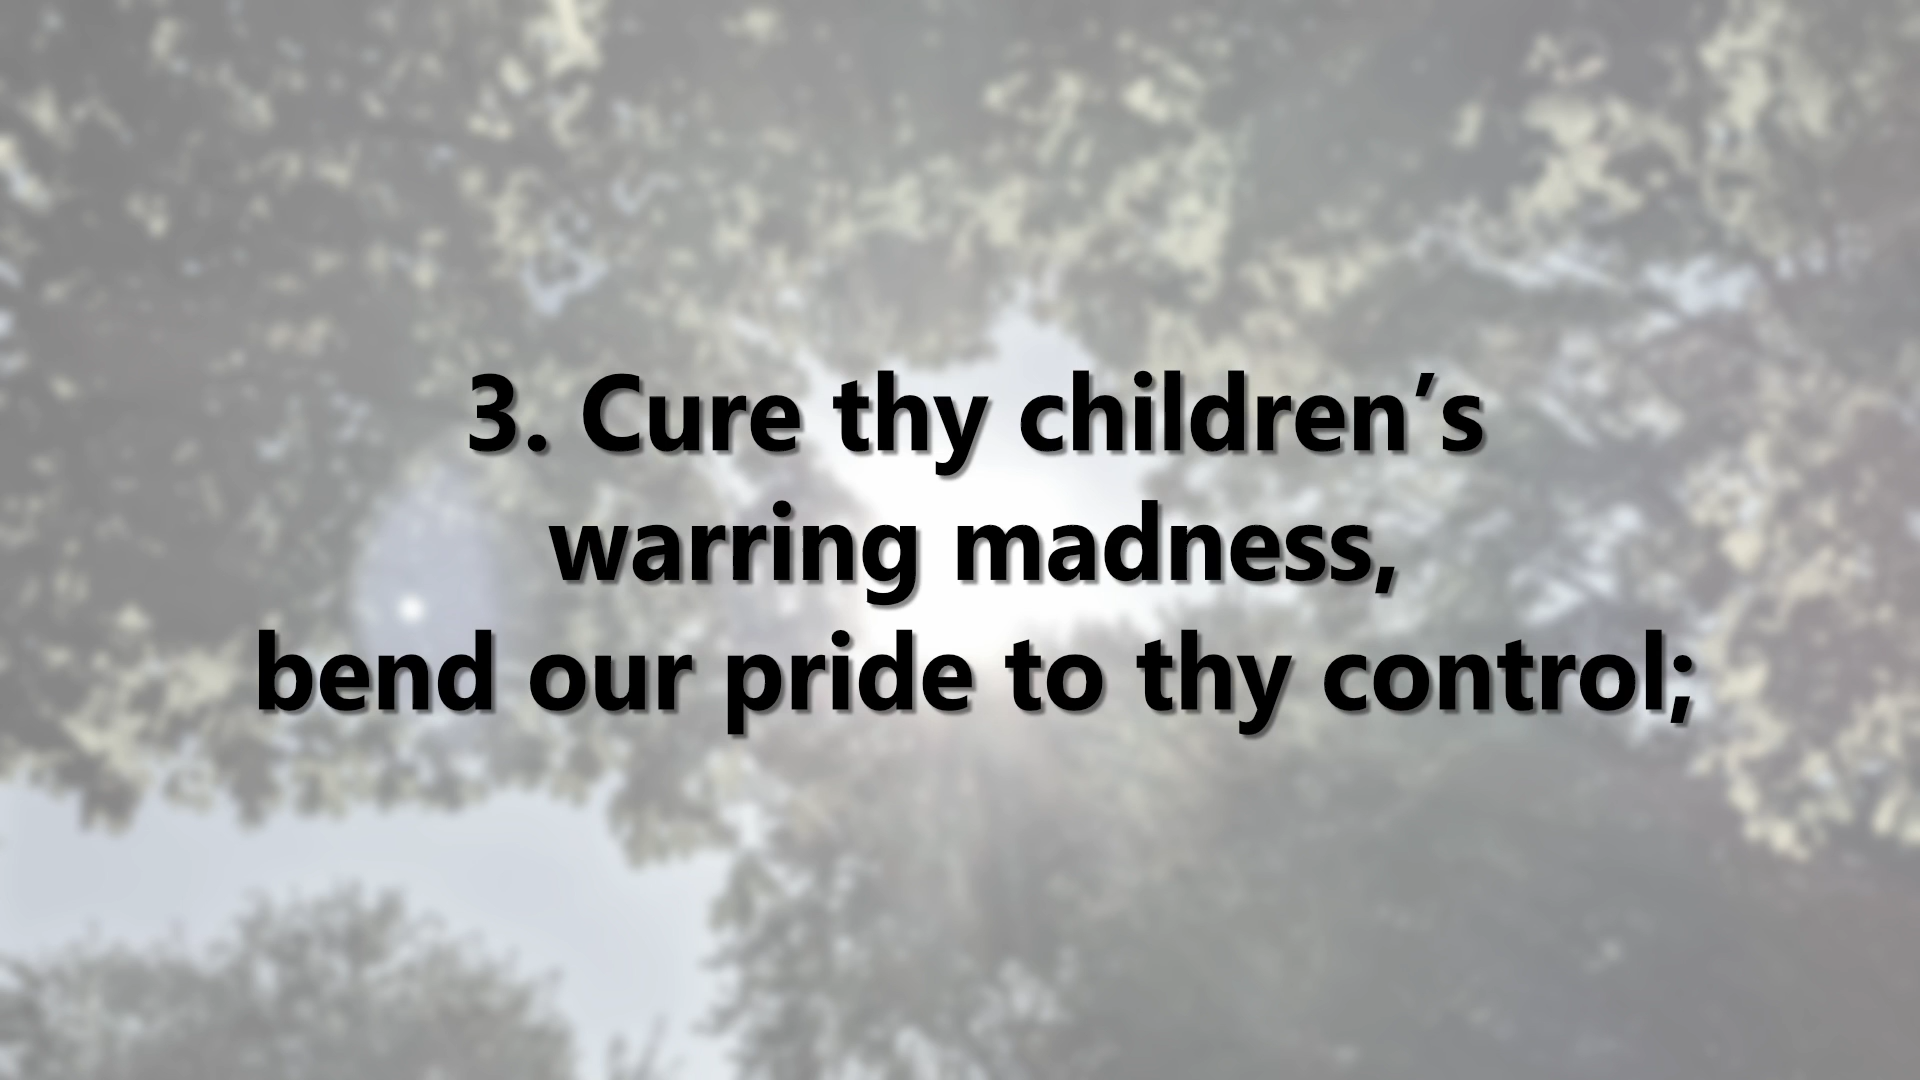 3. Cure thy children’s
warring madness,
bend our pride to thy control;